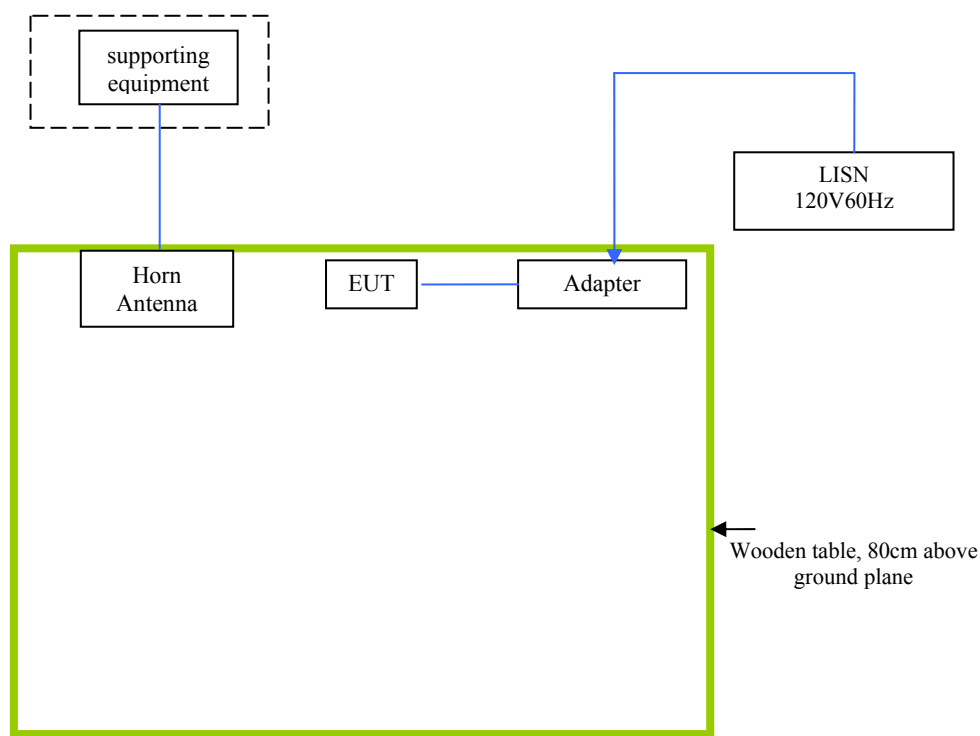 supporting
equipment
LISN
120V60Hz
Horn
Antenna
EUT
Adapter
Wooden table, 80cm above
ground plane